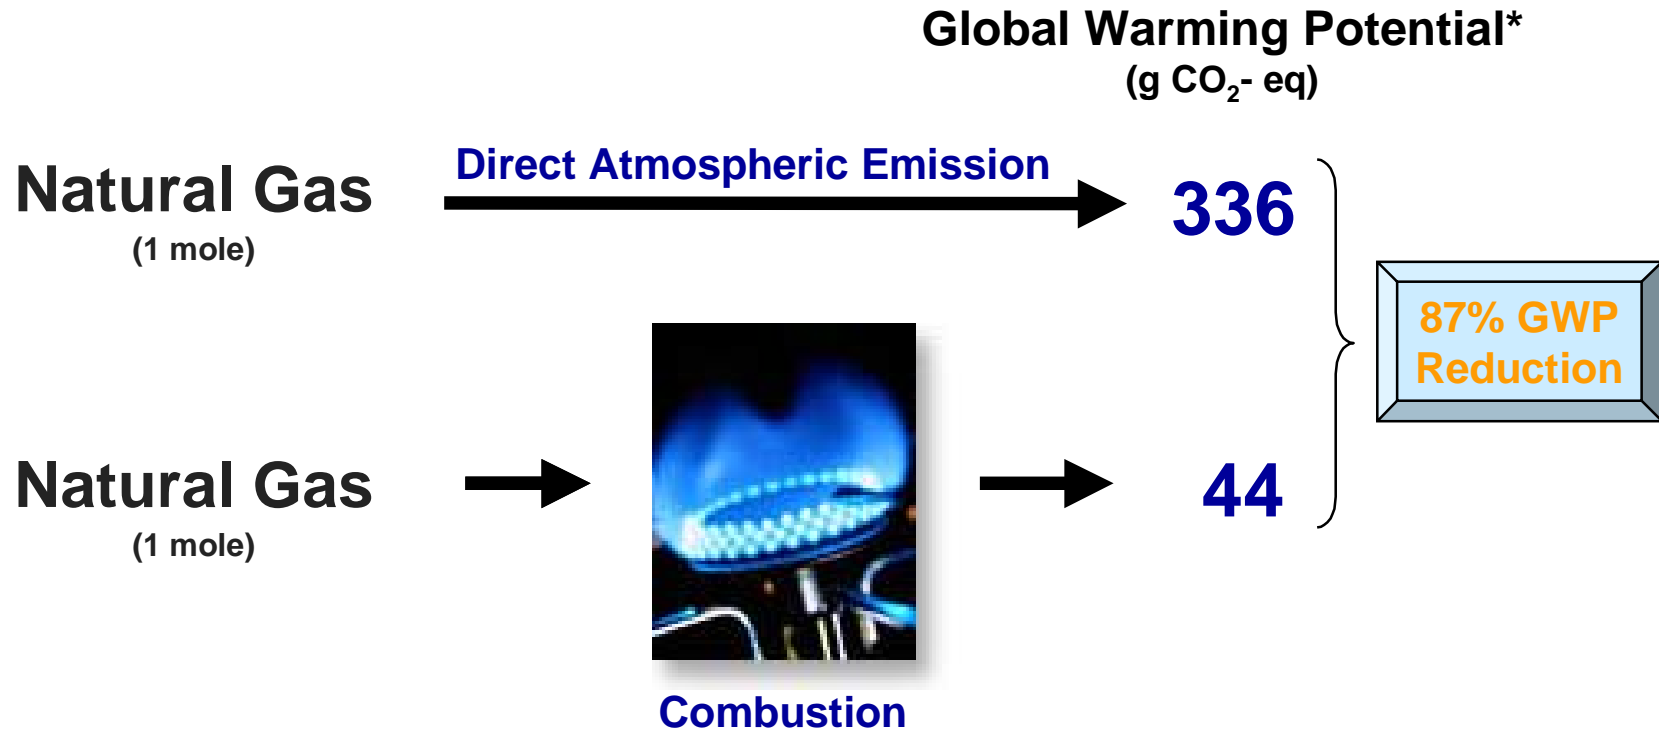 Global Warming Potential*
(g CO₂- eq)
Direct Atmospheric Emission
Natural Gas
(1 mole)
336
87% GWP
Reduction
Natural Gas
(1 mole)
44
Combustion